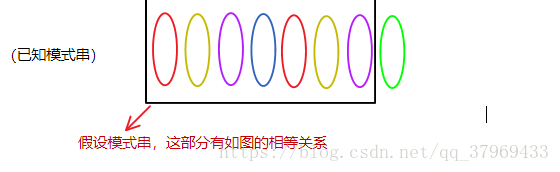 (已知模式串)
假设模式串，这部分有如图的相等关系
https://blog.csdn.net/qq_37969433